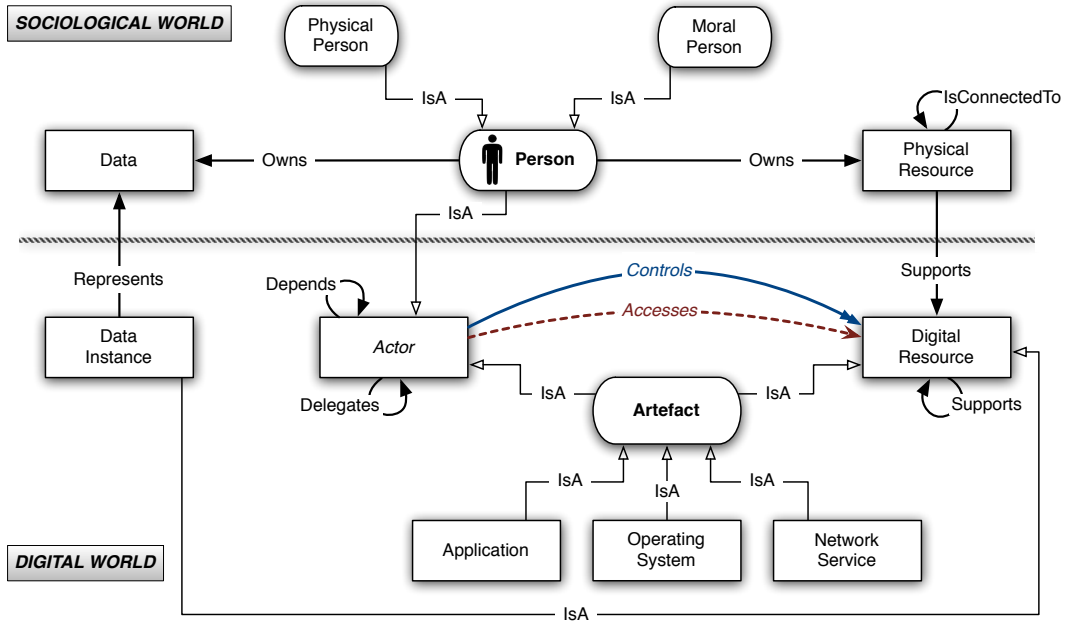 SOCIOLOGICAL WORLD
Physical
Person
Moral
Person
IsA
IsA
IsConnectedTo
Data
Owns
Person
Owns
Physical
Resource
IsA
Represents
Depends
Controls
Supports
Accesses
Data
Instance
Actor
Digital
Resource
Delegates
IsA
Artefact
IsA
Supports
IsA
IsA
IsA
Application
Operating
System
Network
Service
DIGITAL WORLD
IsA